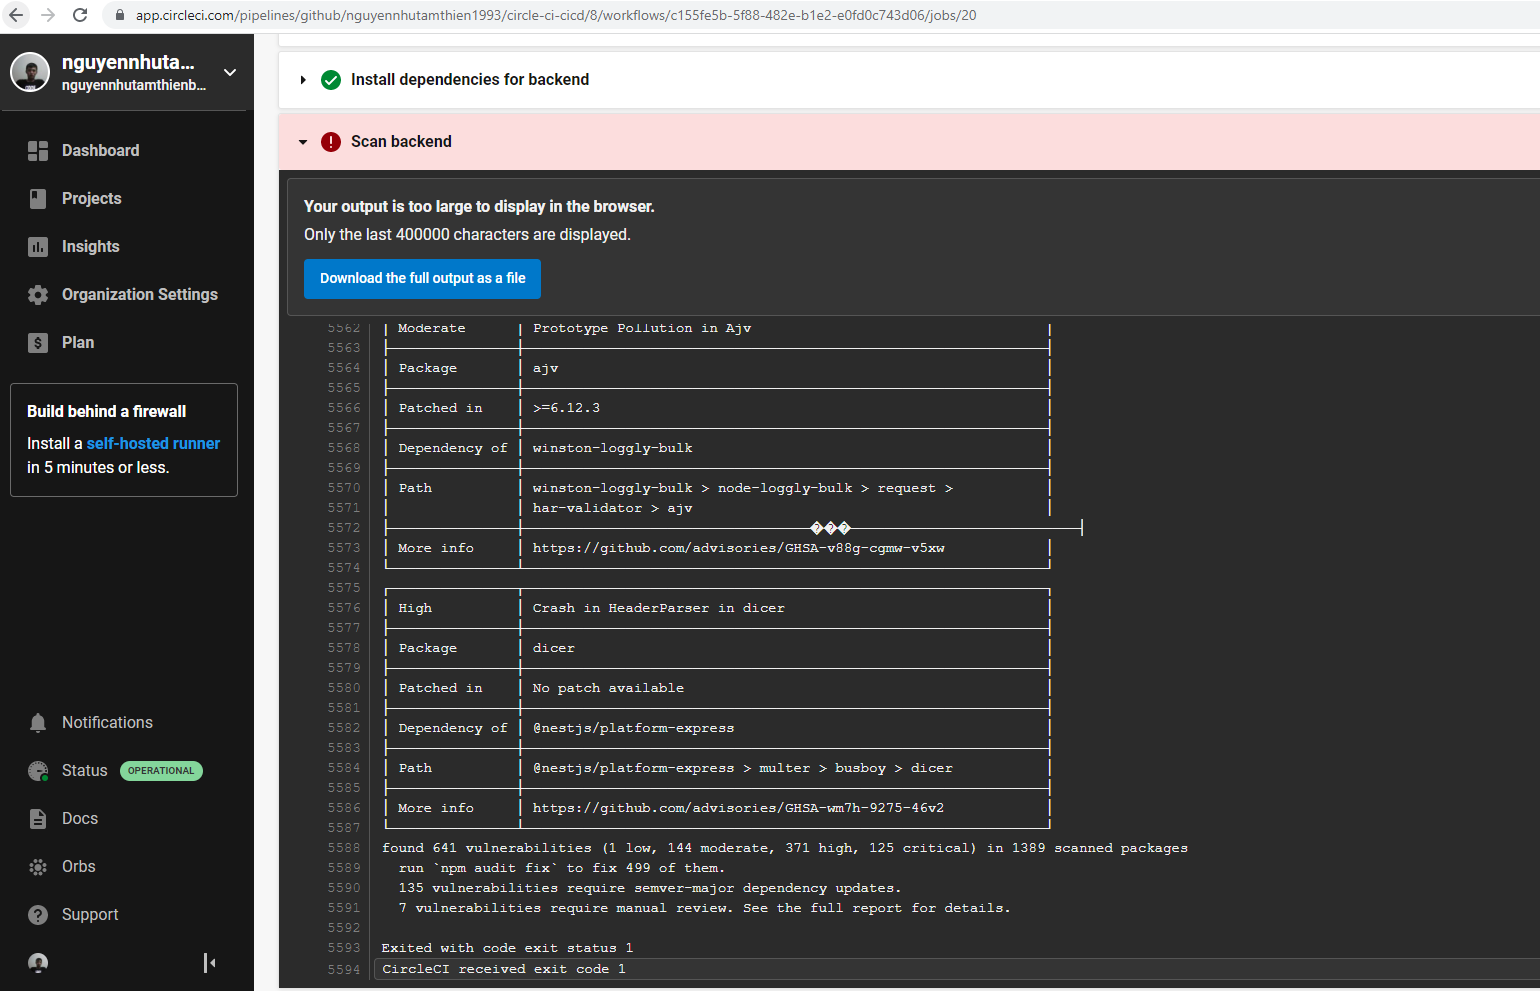 app.circleci.com/pipelines/github/nguyennhutamthien1993/circle-ci-cicd/8/workflows/c155fe5b-5f88-482e-b1e2-e0fd0c743d06/jobs/20
nguyennhuta...
nguyennhutamthienb...
Dashboard
Projects
Insights
Organization Settings
Plan
Build behind a firewall
Install a self-hosted runner
in 5 minutes or less.
Notifications
Status OPERATIONAL
Docs
Orbs
Support
Install dependencies for backend
Scan backend
Your output is too large to display in the browser.
Only the last 400000 characters are displayed.
Download the full output as a file
5562 │ Moderate │ Prototype Pollution in Ajv │
5563
5564 │ Package │ ajv │
5565
5566 │ Patched in │ >=6.12.3 │
5567
5568 │ Dependency of │ winston-loggly-bulk │
5569
5570 │ Path │ winston-loggly-bulk > node-loggly-bulk > request > │
5571 │ │ har-validator > ajv │
5572 ���
5573 │ More info │ https://github.com/advisories/GHSA-v88g-cgmw-v5xw │
5574
5575
5576 │ High │ Crash in HeaderParser in dicer │
5577
5578 │ Package │ dicer │
5579
5580 │ Patched in │ No patch available │
5581
5582 │ Dependency of │ @nestjs/platform-express │
5583
5584 │ Path │ @nestjs/platform-express > multer > busboy > dicer │
5585
5586 │ More info │ https://github.com/advisories/GHSA-wm7h-9275-46v2 │
5587
5588 found 641 vulnerabilities (1 low, 144 moderate, 371 high, 125 critical) in 1389 scanned packages
5589 run `npm audit fix` to fix 499 of them.
5590 135 vulnerabilities require semver-major dependency updates.
5591 7 vulnerabilities require manual review. See the full report for details.
5592
5593 Exited with code exit status 1
5594 CircleCI received exit code 1